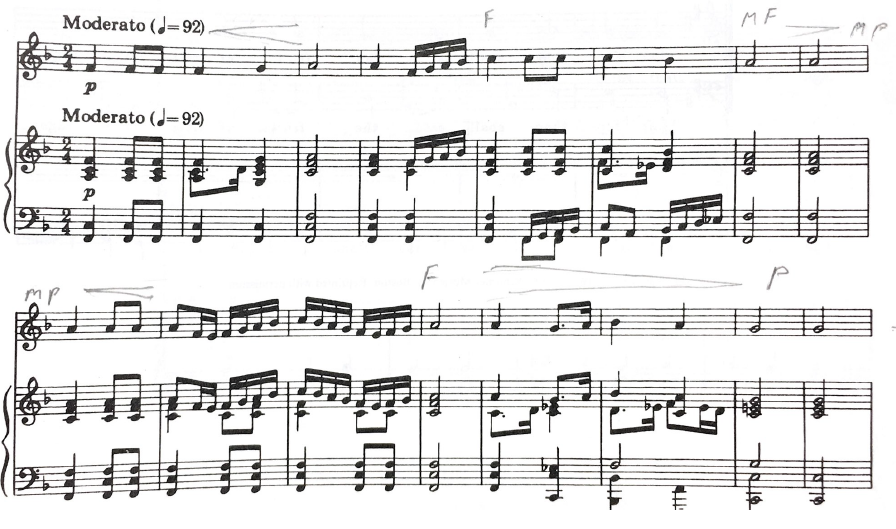 Moderato (♩=92)
F
MF
MP
p
Moderato (♩=92)
p
MP
F
P